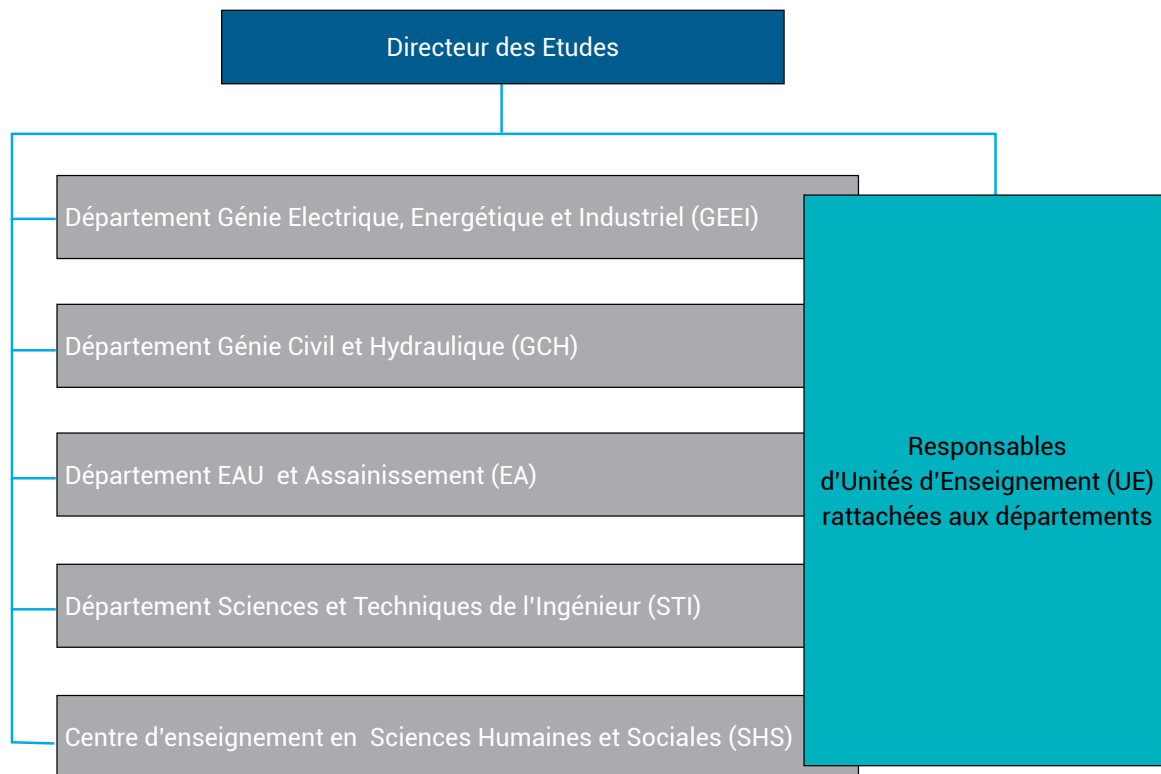 Directeur des Etudes
Département Génie Electrique, Energétique et Industriel (GEEI)
Département Génie Civil et Hydraulique (GCH)
Département EAU  et Assainissement (EA)
Département Sciences et Techniques de l'Ingénieur (STI)
Centre d'enseignement en  Sciences Humaines et Sociales (SHS)
Responsables
d'Unités d'Enseignement (UE)
rattachées aux départements